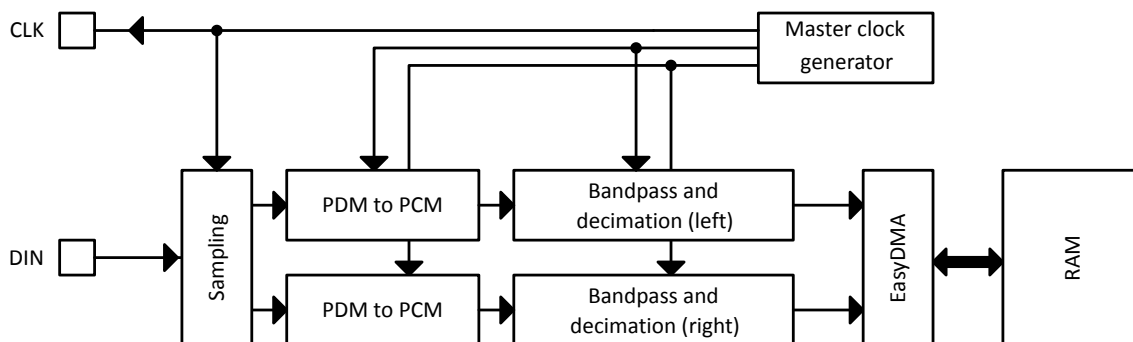 CLK
Master clock
generator
DIN
Sampling
PDM to PCM
Bandpass and
decimation (left)
PDM to PCM
Bandpass and
decimation (right)
EasyDMA
RAM